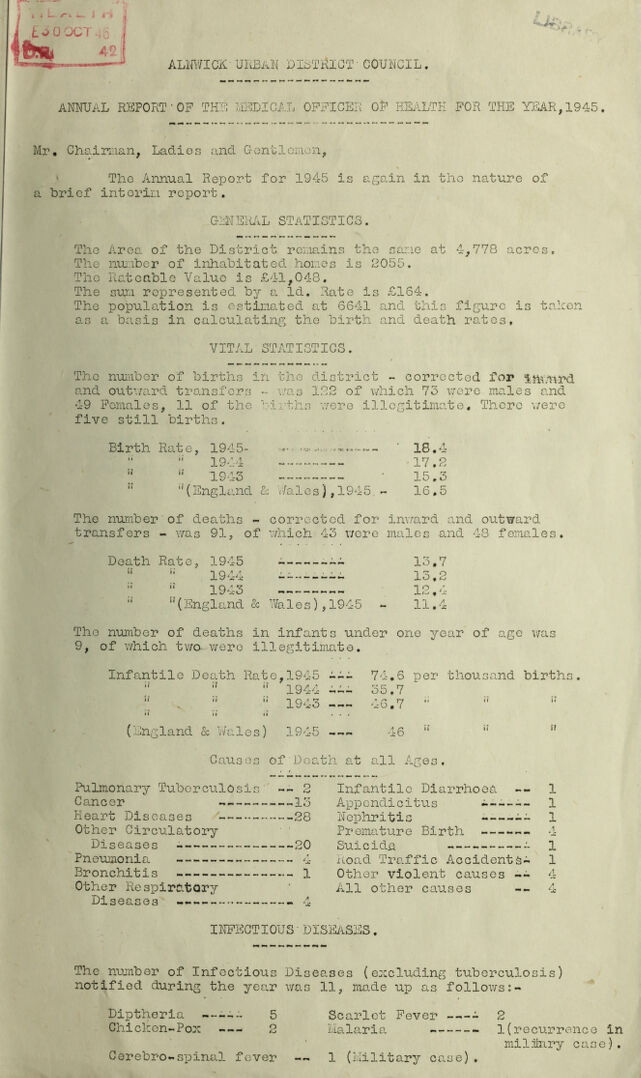 HEALTH
30 OCT 46
42
LIBRARY
ALNWICK URBAN DISTRICT COUNCIL.
ANNUAL REPORT OF THE MEDICAL OFFICER OF HEALTH FOR THE YEAR,1945.
Mr. Chairman, Ladies and Gentlemen,
The Annual Report for 1945 is again in the nature of
a brief interim report.
GENERAL STATISTICS.
The Area of the District remains the same at 4,778 acres.
The number of inhabitated homes is 2055.
The Rateable Value is £41,048.
The sum represented by a 1d. Rate is £164.
The population is estimated at 6641 and this figure is taken
as a basis in calculating the birth and death rates.
VITAL STATISTICS.
The number of births in the district - corrected for inward
and outward transfers - was 122 of which 73 were males and
49 Females, 11 of the births were illegitimate. There were
five still births.
Birth Rate, 1945- --------- 18.4
" " 1944 --------- 17.2
" " 1943 --------- 15.3
" "(England & Wales),1945 - 16.5
The number of deaths - corrected for inward and outward
transfers - was 91, of which 43 were males and 48 females.
Death Rate, 1945 --------- 13.7
" " 1944 --------- 13.2
" " 1943 --------- 12.4
" "(England & Wales),1945 - 11.4
The number of deaths in infants under one year of age was
9, of which two were illegitimate.
Infantile Death Rate,1945 --- 74.6 per thousand births.
" " " 1944 --- 35.7
" " " 1943 --- 46.7 " " "
" " "
(England & Wales) 1945 --- 46 " " "
Causes of Death at all Ages.
Pulmonary Tuberculosis -- 2 Infantile Diarrhoea -- 1
Cancer ---------13 Appendicitus ------ 1
Heart Diseases ---------28 Nephritis ------ 1
Other Circulatory Premature Birth ------ 4
Diseases --------------20 Suicide ---------- 1
Pneumonia -------------- 4 Road Traffic Accidents- 1
Bronchitis -------------- 1 Other violent causes -- 4
Other Respiratory All other causes -- 4
Diseases -------------- 4
INFECTIOUS DISEASES.
The number of Infectious Diseases (excluding tuberculosis)
notified during the year was 11, made up as follows:-
Diptheria ----- 5 Scarlet Fever ---- 2
Chicken-Pox --- 2 Malaria ------ 1(recurrence in
military case).
Cerebro-spinal fever -- 1 (Military case).